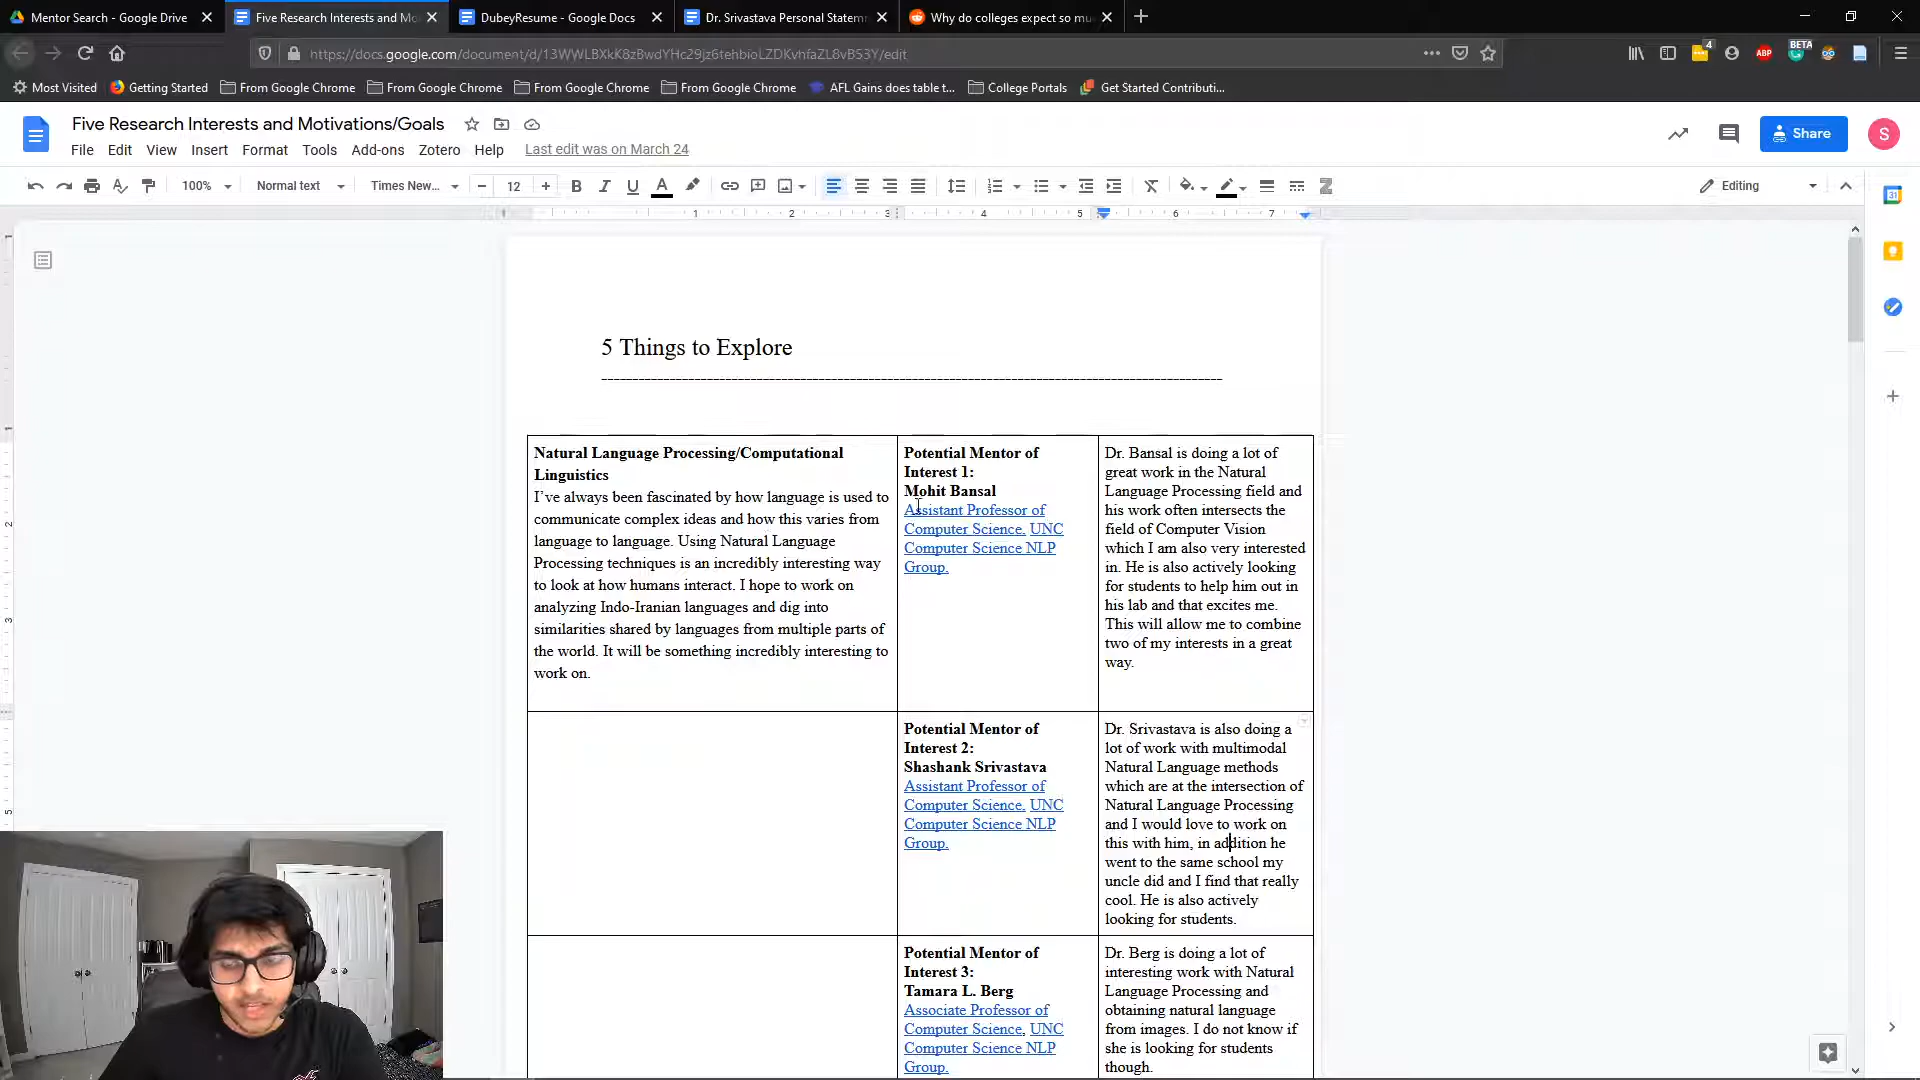 Mentor Search - Google Drive
Five Research Interests and Mo
DubeyResume - Google Docs
Dr. Srivastava Personal Statem
Why do colleges expect so mu
https://docs.google.com/document/d/13WWLBXkK8zBwdYHc29jz6tehbioLZDKvnfaZL8vB53Y/edit
4
ABP
BETA
Most Visited
Getting Started
From Google Chrome
From Google Chrome
From Google Chrome
From Google Chrome
AFL Gains does table t...
College Portals
Get Started Contributi...
Five Research Interests and Motivations/Goals
Share
S
File Edit View Insert Format Tools Add-ons Zotero Help
Last edit was on March 24
100% Normal text Times New... 12 B I U A
Editing
31
1 2 3 4 5 6 7
5 Things to Explore
Natural Language Processing/Computational
Linguistics
I've always been fascinated by how language is used to
communicate complex ideas and how this varies from
language to language. Using Natural Language
Processing techniques is an incredibly interesting way
to look at how humans interact. I hope to work on
analyzing Indo-Iranian languages and dig into
similarities shared by languages from multiple parts of
the world. It will be something incredibly interesting to
work on.
Potential Mentor of
Interest 1:
Mohit Bansal
Assistant Professor of
Computer Science, UNC
Computer Science NLP
Group.
Dr. Bansal is doing a lot of
great work in the Natural
Language Processing field and
his work often intersects the
field of Computer Vision
which I am also very interested
in. He is also actively looking
for students to help him out in
his lab and that excites me.
This will allow me to combine
two of my interests in a great
way.
Potential Mentor of
Interest 2:
Shashank Srivastava
Assistant Professor of
Computer Science, UNC
Computer Science NLP
Group.
Dr. Srivastava is also doing a
lot of work with multimodal
Natural Language methods
which are at the intersection of
Natural Language Processing
and I would love to work on
this with him, in addition he
went to the same school my
uncle did and I find that really
cool. He is also actively
looking for students.
Potential Mentor of
Interest 3:
Tamara L. Berg
Associate Professor of
Computer Science, UNC
Computer Science NLP
Group.
Dr. Berg is doing a lot of
interesting work with Natural
Language Processing and
obtaining natural language
from images. I do not know if
she is looking for students
though.